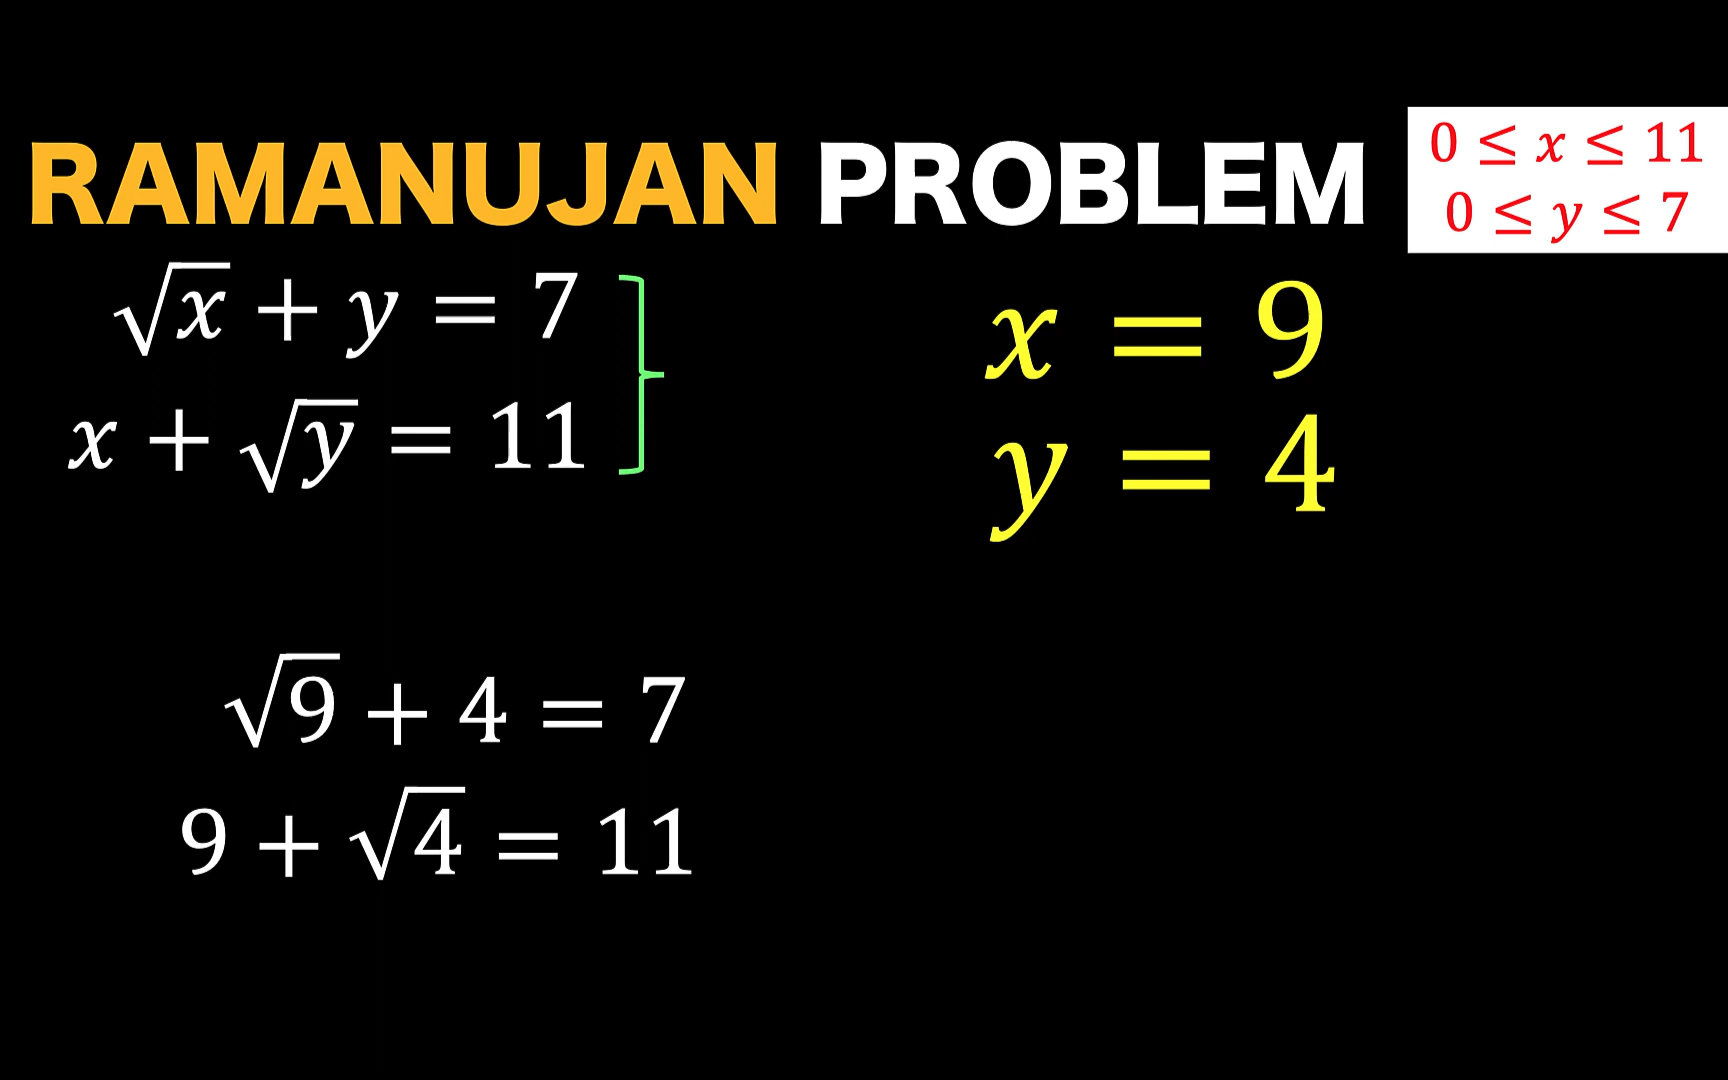 RAMANUJAN PROBLEM
0 ≤ x ≤ 11
0 ≤ y ≤ 7
√x + y = 7
x + √y = 11
x = 9
y = 4
√9 + 4 = 7
9 + √4 = 11